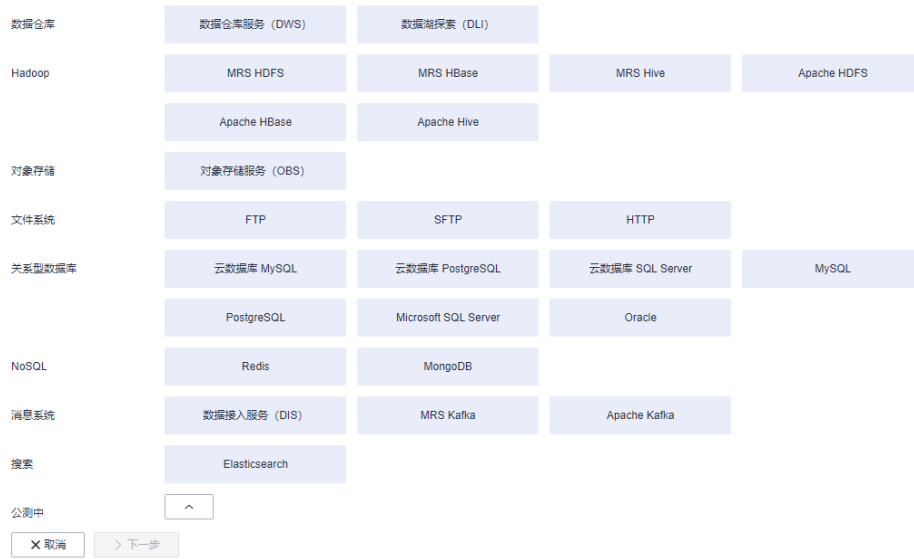 数据仓库 数据仓库服务（DWS） 数据湖探索（DLI）
Hadoop MRS HDFS MRS HBase MRS Hive Apache HDFS
Apache HBase Apache Hive
对象存储 对象存储服务（OBS）
文件系统 FTP SFTP HTTP
关系型数据库 云数据库 MySQL 云数据库 PostgreSQL 云数据库 SQL Server MySQL
PostgreSQL Microsoft SQL Server Oracle
NoSQL Redis MongoDB
消息系统 数据接入服务（DIS） MRS Kafka Apache Kafka
搜索 Elasticsearch
公测中
取消 下一步